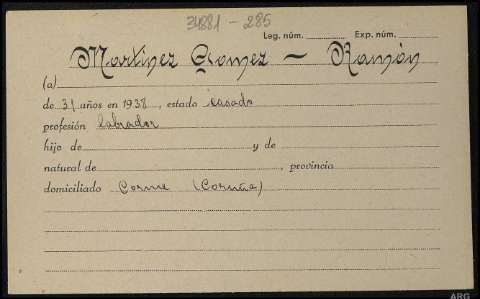 34881 - 285
Leg. núm. Exp. núm.
Martinez Gomez — Ramón
(a)
de 31 años en 1938, estado casado
profesión labrador
hijo de y de
natural de , provincia
domiciliado Corme (Coruña)
ARG